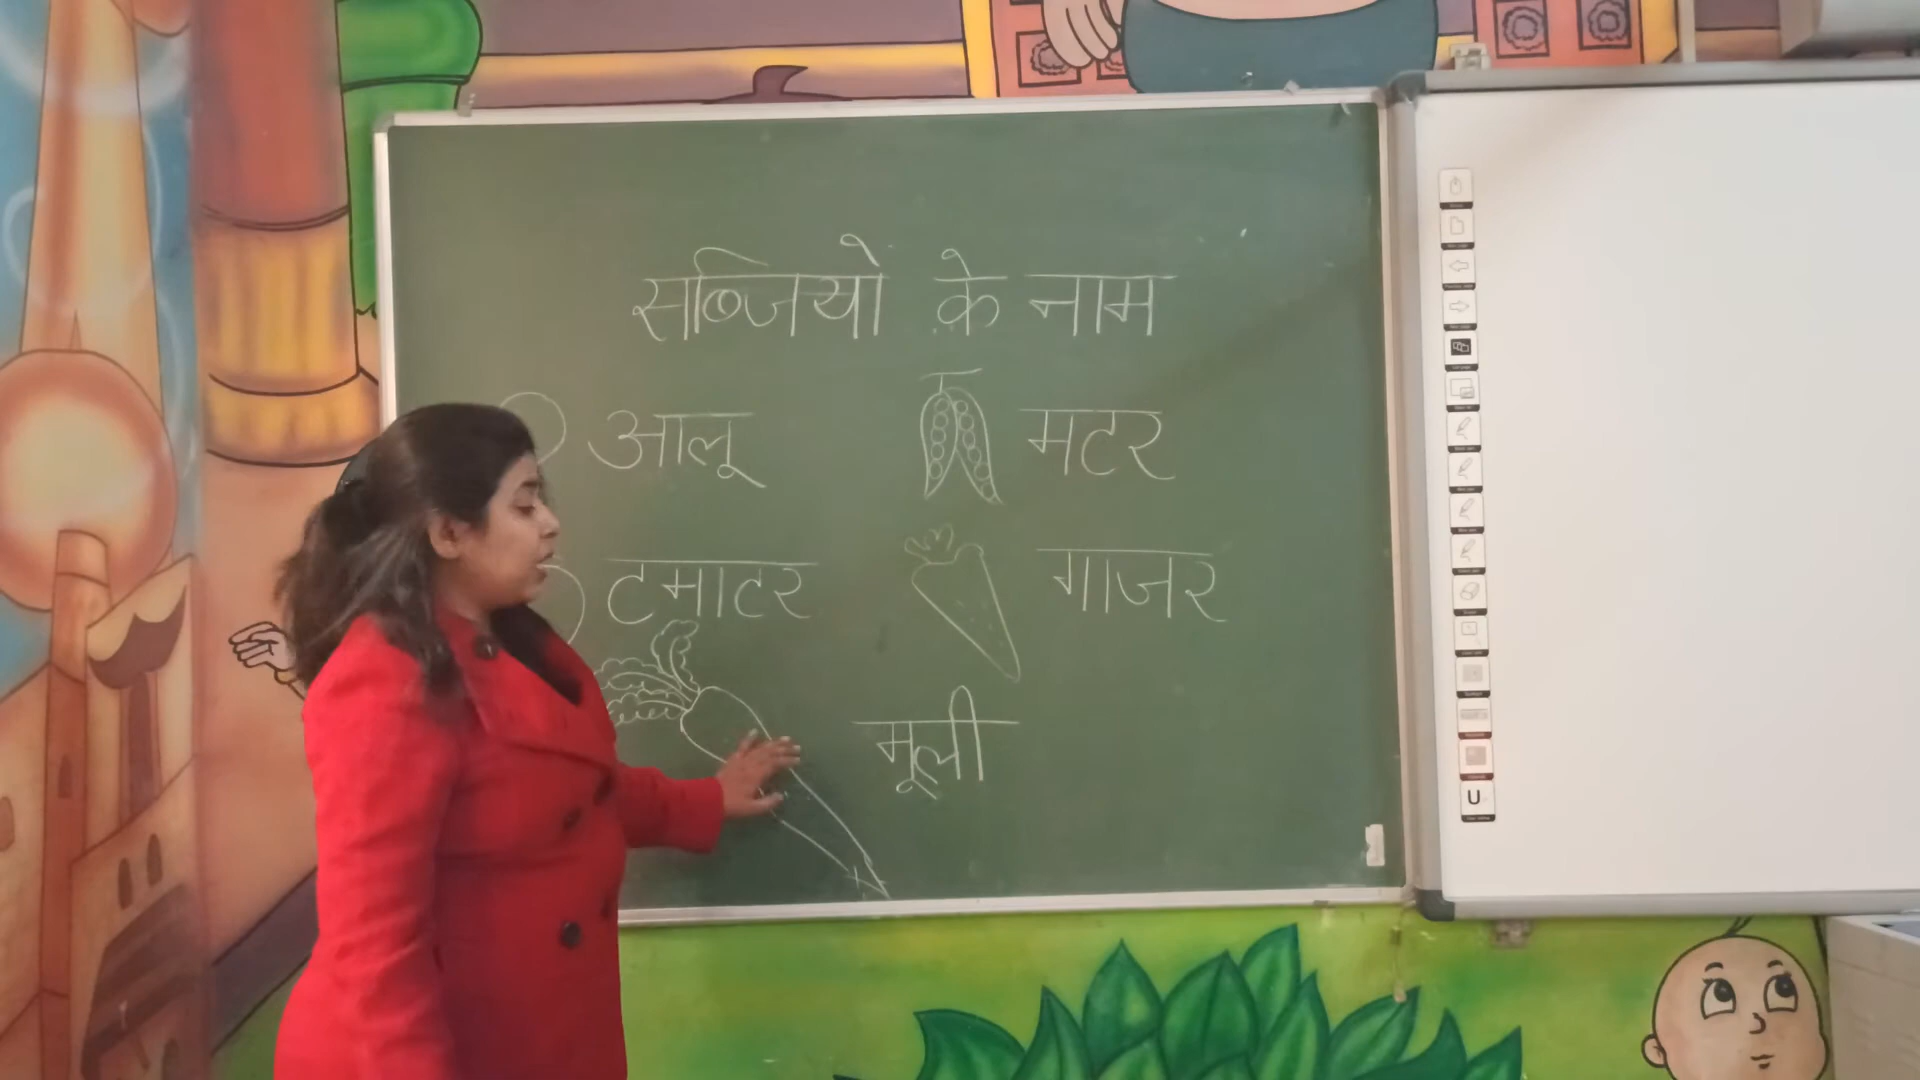 सब्जियो के नाम
आलू मटर
टमाटर गाजर
मूली
U